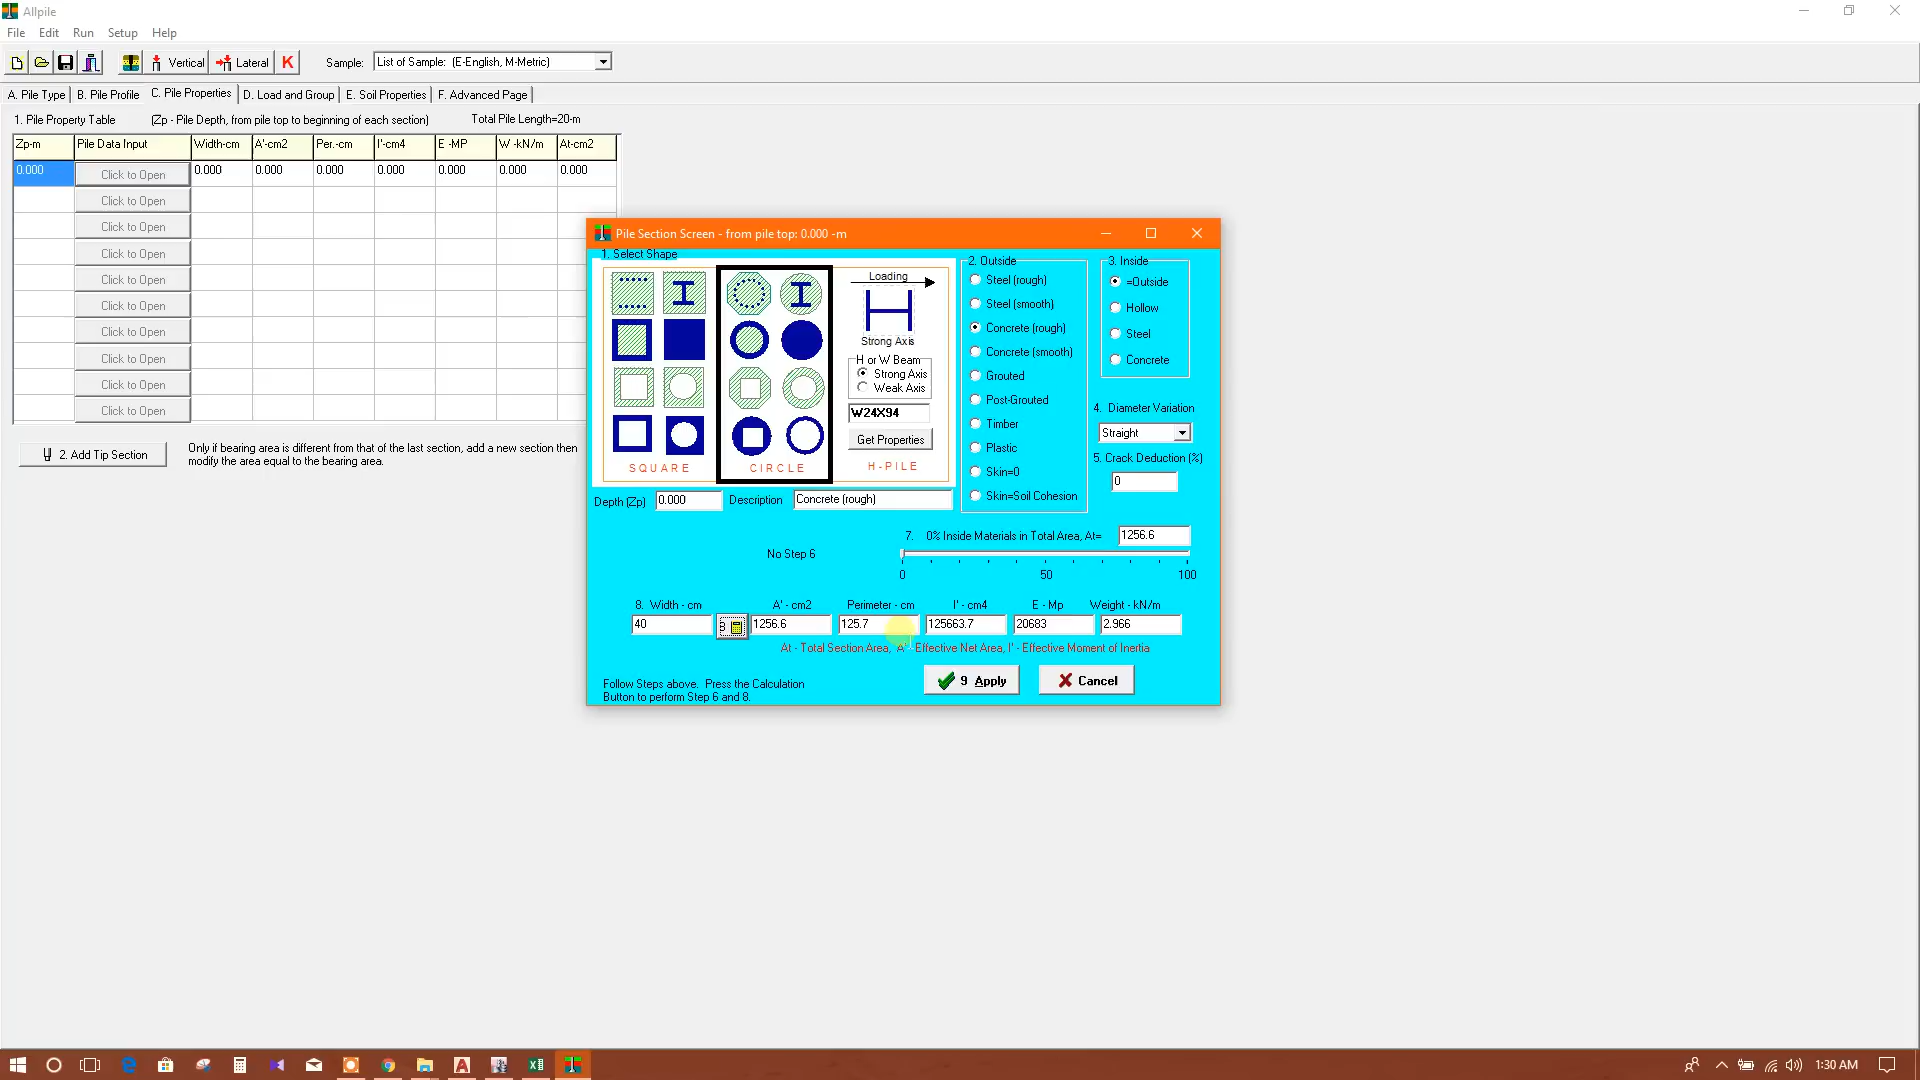 Allpile
File Edit Run Setup Help
Vertical Lateral K Sample: List of Sample: (E-English, M-Metric)
A. Pile Type B. Pile Profile C. Pile Properties D. Load and Group E. Soil Properties F. Advanced Page
1. Pile Property Table (Zp - Pile Depth, from pile top to beginning of each section) Total Pile Length=20-m
Zp-m Pile Data Input Width-cm A'-cm2 Per.-cm I'-cm4 E -MP W -kN/m At-cm2
0.000 Click to Open 0.000 0.000 0.000 0.000 0.000 0.000 0.000
Click to Open
Click to Open
Click to Open
Click to Open
Click to Open
Click to Open
Click to Open
Click to Open
Click to Open
2. Add Tip Section
Only if bearing area is different from that of the last section, add a new section then
modify the area equal to the bearing area.
Pile Section Screen - from pile top: 0.000 -m
1. Select Shape
SQUARE
CIRCLE
Loading
Strong Axis
H or W Beam
Strong Axis
Weak Axis
W24X94
Get Properties
H-PILE
2. Outside
Steel (rough)
Steel (smooth)
Concrete (rough)
Concrete (smooth)
Grouted
Post-Grouted
Timber
Plastic
Skin=0
Skin=Soil Cohesion
3. Inside
=Outside
Hollow
Steel
Concrete
4. Diameter Variation
Straight
5. Crack Deduction (%)
0
Depth (Zp) 0.000 Description Concrete (rough)
7. 0% Inside Materials in Total Area, At= 1256.6
No Step 6
0 50 100
8. Width - cm A' - cm2 Perimeter - cm I' - cm4 E - Mp Weight - kN/m
40 1256.6 125.7 125663.7 20683 2.966
At - Total Section Area, A' - Effective Net Area, I' - Effective Moment of Inertia
Follow Steps above. Press the Calculation
Button to perform Step 6 and 8.
9 Apply
Cancel
1:30 AM